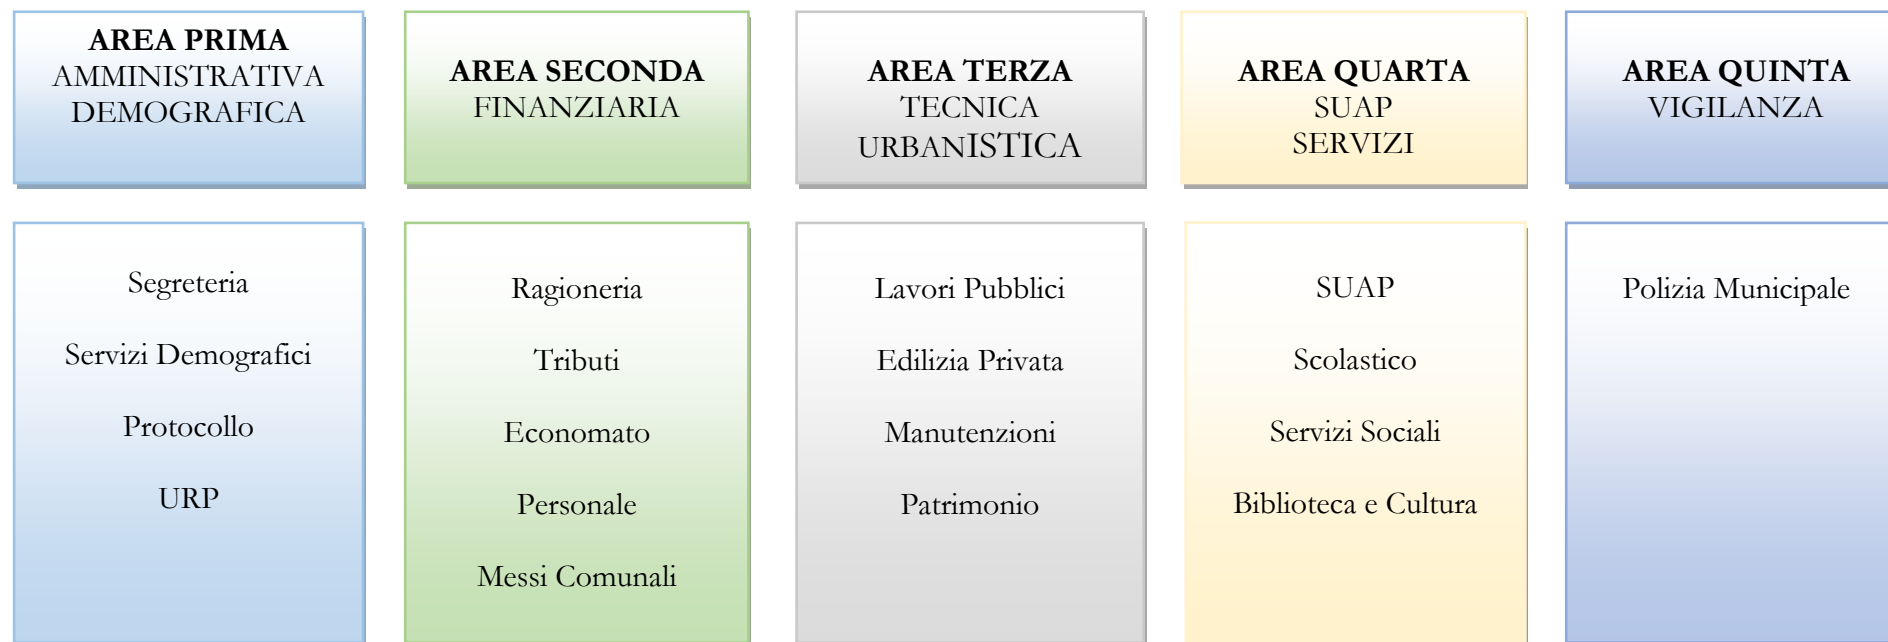 AREA PRIMA
AMMINISTRATIVA
DEMOGRAFICA
AREA SECONDA
FINANZIARIA
AREA TERZA
TECNICA
URBANISTICA
AREA QUARTA
SUAP
SERVIZI
AREA QUINTA
VIGILANZA
Segreteria
Servizi Demografici
Protocollo
URP
Ragioneria
Tributi
Economato
Personale
Messi Comunali
Lavori Pubblici
Edilizia Privata
Manutenzioni
Patrimonio
SUAP
Scolastico
Servizi Sociali
Biblioteca e Cultura
Polizia Municipale